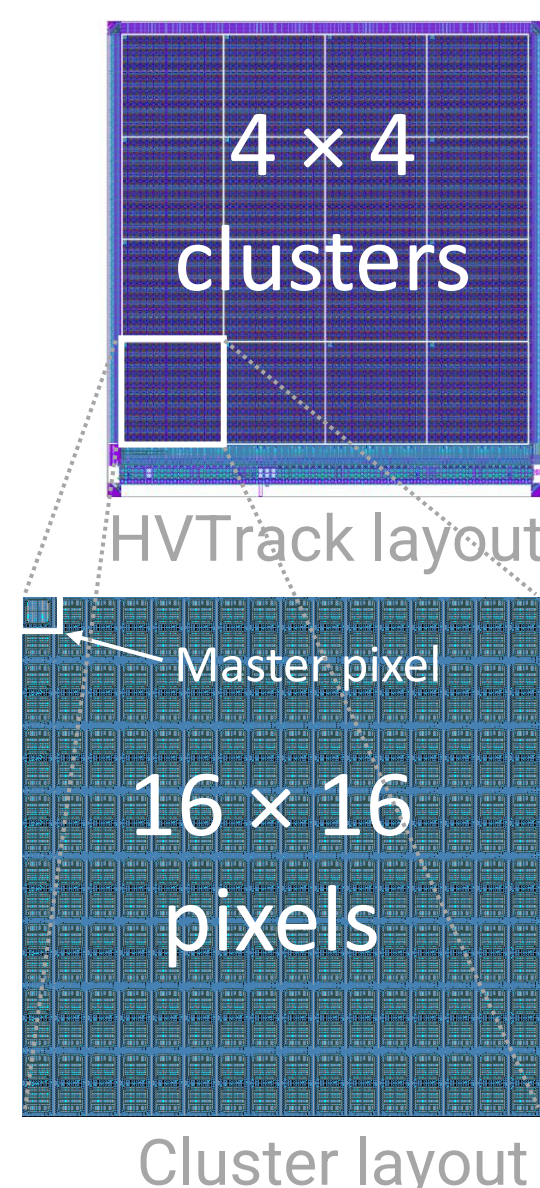 4 × 4
clusters
HVTrack layout
Master pixel
16 × 16
pixels
Cluster layout